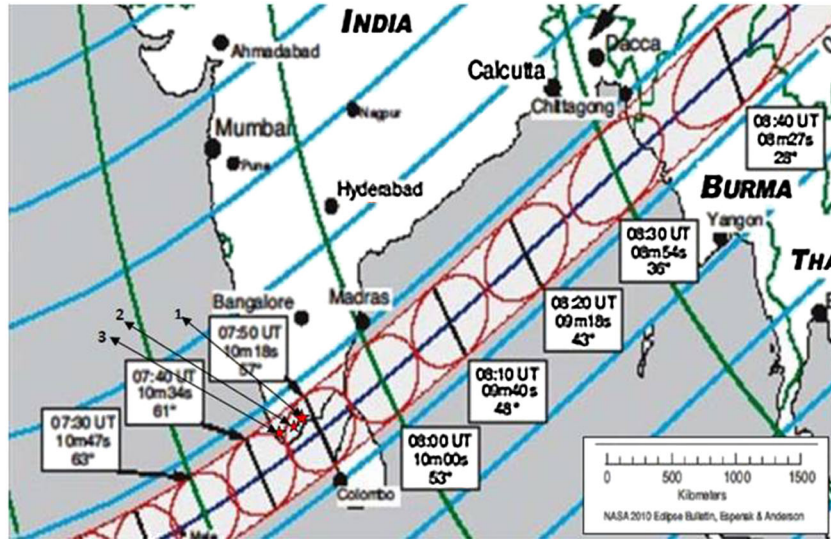 INDIA
Ahmadabad
Dacca
Calcutta
Chittagong
Nagpur
Mumbai
Pune
08:40 UT
08m27s
28°
Hyderabad
BURMA
Yangon
08:30 UT
08m54s
36°
THA
Bangalore
Madras
1
2
3
07:50 UT
10m18s
57°
08:20 UT
09m18s
43°
07:40 UT
10m34s
61°
08:10 UT
09m40s
48°
07:30 UT
10m47s
63°
08:00 UT
10m00s
53°
Colombo
Male
0 500 1000 1500
Kilometers
NASA 2010 Eclipse Bulletin, Espenak & Anderson